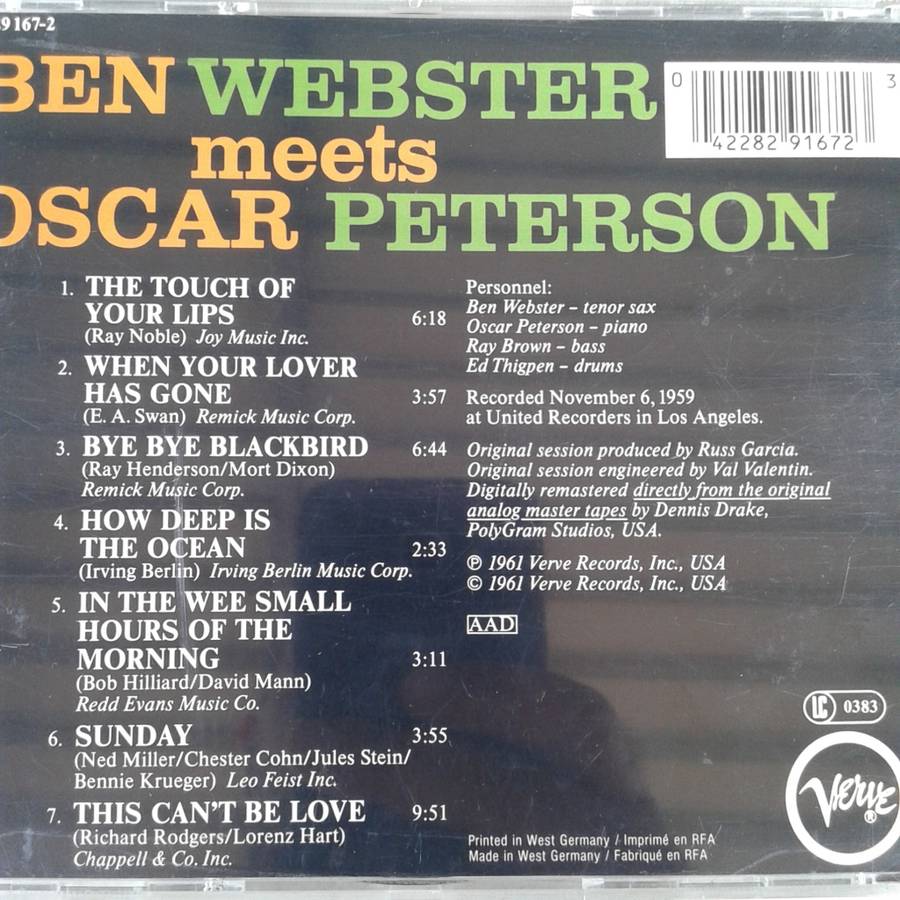 9 167-2
BEN WEBSTER
meets
OSCAR PETERSON
0 42282 91672 3
1. THE TOUCH OF
YOUR LIPS 6:18
(Ray Noble) Joy Music Inc.
2. WHEN YOUR LOVER
HAS GONE 3:57
(E. A. Swan) Remick Music Corp.
3. BYE BYE BLACKBIRD 6:44
(Ray Henderson/Mort Dixon)
Remick Music Corp.
4. HOW DEEP IS
THE OCEAN 2:33
(Irving Berlin) Irving Berlin Music Corp.
5. IN THE WEE SMALL
HOURS OF THE
MORNING 3:11
(Bob Hilliard/David Mann)
Redd Evans Music Co.
6. SUNDAY 3:55
(Ned Miller/Chester Cohn/Jules Stein/
Bennie Krueger) Leo Feist Inc.
7. THIS CAN'T BE LOVE 9:51
(Richard Rodgers/Lorenz Hart)
Chappell & Co. Inc.
Personnel:
Ben Webster – tenor sax
Oscar Peterson – piano
Ray Brown – bass
Ed Thigpen – drums
Recorded November 6, 1959
at United Recorders in Los Angeles.
Original session produced by Russ Garcia.
Original session engineered by Val Valentin.
Digitally remastered directly from the original
analog master tapes by Dennis Drake,
PolyGram Studios, USA.
℗ 1961 Verve Records, Inc., USA
© 1961 Verve Records, Inc., USA
AAD
LC 0383
Verve ®
Printed in West Germany / Imprimé en RFA
Made in West Germany / Fabriqué en RFA